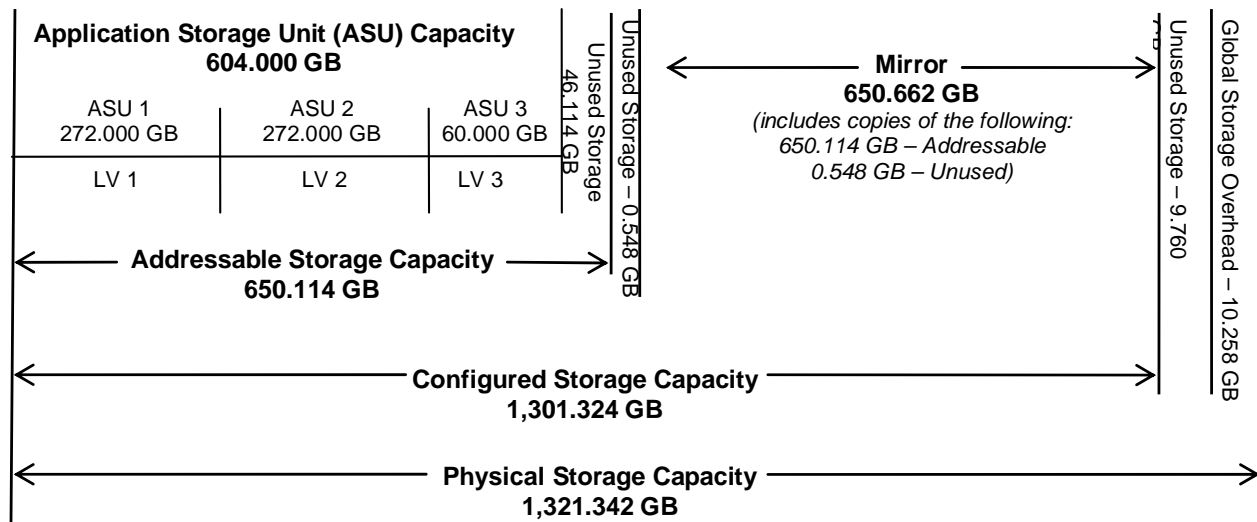 Application Storage Unit (ASU) Capacity
604.000 GB
ASU 1
272.000 GB
ASU 2
272.000 GB
ASU 3
60.000 GB
LV 1
LV 2
LV 3
Unused Storage
46.114 GB
Unused Storage – 0.548 GB
Mirror
650.662 GB
(includes copies of the following:
650.114 GB – Addressable
0.548 GB – Unused)
Unused Storage – 9.760
GB
Global Storage Overhead – 10.258 GB
Addressable Storage Capacity
650.114 GB
Configured Storage Capacity
1,301.324 GB
Physical Storage Capacity
1,321.342 GB